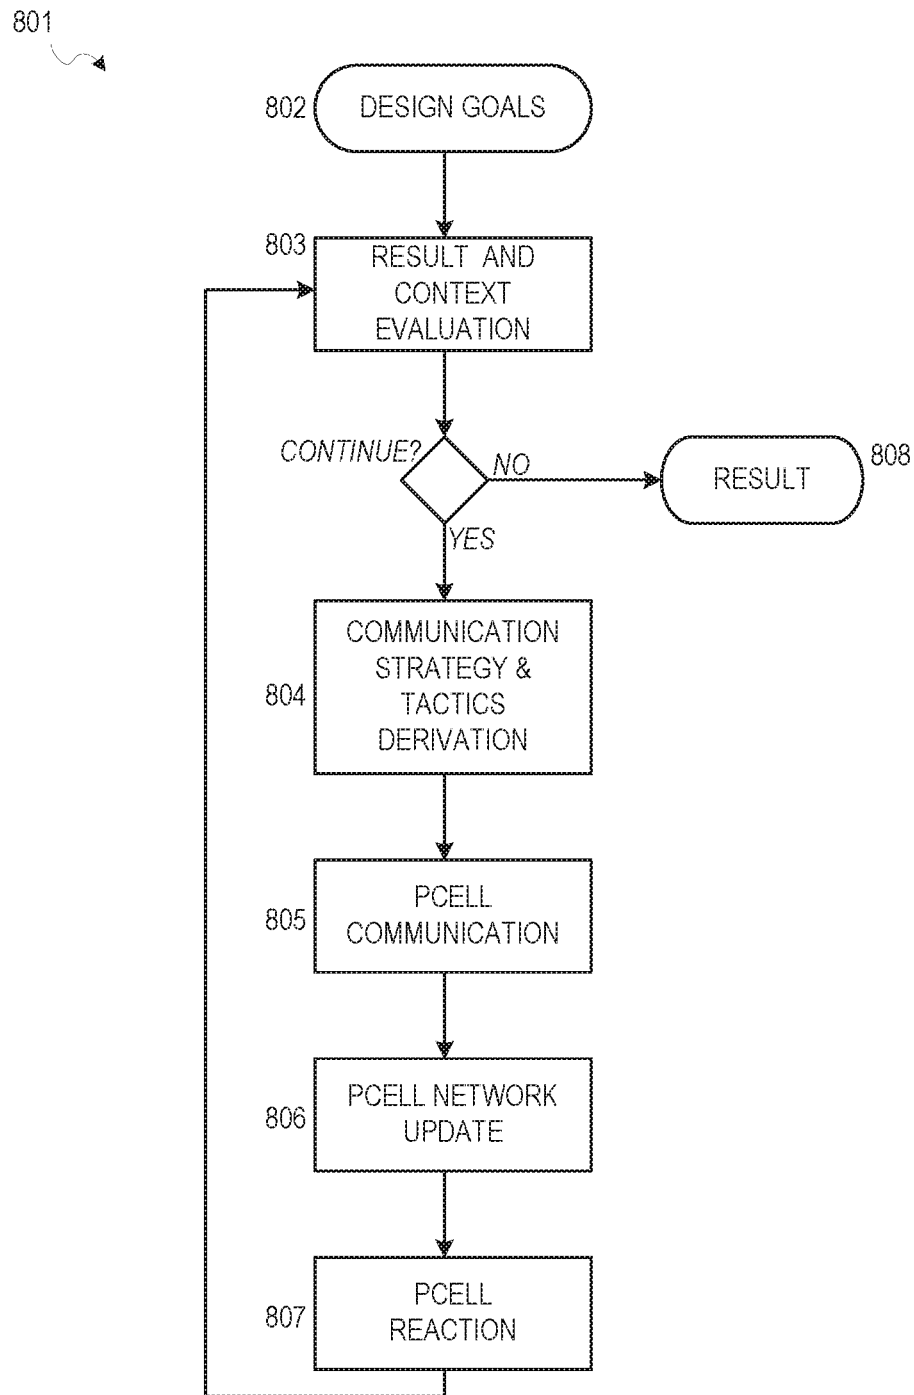 801
802
DESIGN GOALS
803
RESULT AND
CONTEXT
EVALUATION
CONTINUE?
NO
RESULT
808
YES
804
COMMUNICATION
STRATEGY &
TACTICS
DERIVATION
805
PCELL
COMMUNICATION
806
PCELL NETWORK
UPDATE
807
PCELL
REACTION